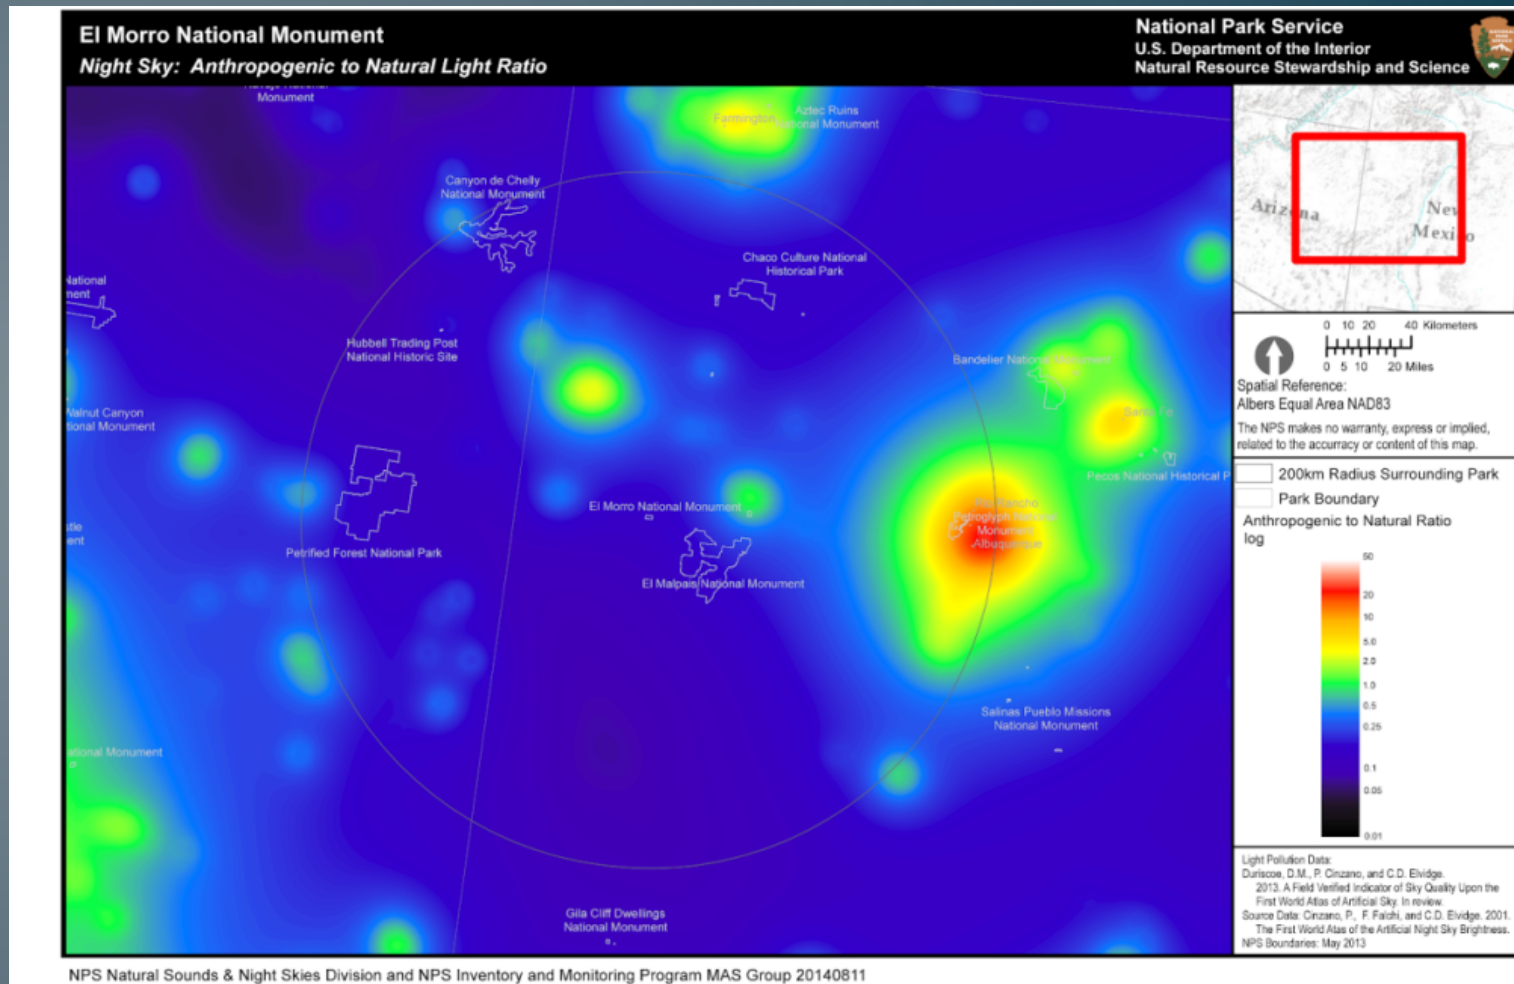 El Morro National Monument
Night Sky: Anthropogenic to Natural Light Ratio
National Park Service
U.S. Department of the Interior
Natural Resource Stewardship and Science
Monument
Farmington
Aztec Ruins
National Monument
Canyon de Chelly
National Monument
Chaco Culture National
Historical Park
National
Hubbell Trading Post
National Historic Site
Bandelier National Monument
Walnut Canyon
National Monument
Santa Fe
Pecos National Historical P
El Morro National Monument
Rio Rancho
Petroglyph National
Monument
Albuquerque
Petrified Forest National Park
El Malpais National Monument
Salinas Pueblo Missions
National Monument
ational Monument
Gila Cliff Dwellings
National Monument
Arizona
New
Mexico
0 10 20 40 Kilometers
0 5 10 20 Miles
Spatial Reference:
Albers Equal Area NAD83
The NPS makes no warranty, express or implied,
related to the accurracy or content of this map.
200km Radius Surrounding Park
Park Boundary
Anthropogenic to Natural Ratio
log
50
20
10
5.0
2.0
1.0
0.5
0.25
0.1
0.05
0.01
Light Pollution Data:
Duriscoe, D.M., P. Cinzano, and C.D. Elvidge.
2013. A Field Verified Indicator of Sky Quality Upon the
First World Atlas of Artificial Sky. In review.
Source Data: Cinzano, P., F. Falchi, and C.D. Elvidge. 2001.
The First World Atas of the Artificial Night Sky Brightness.
NPS Boundaries: May 2013
NPS Natural Sounds & Night Skies Division and NPS Inventory and Monitoring Program MAS Group 20140811